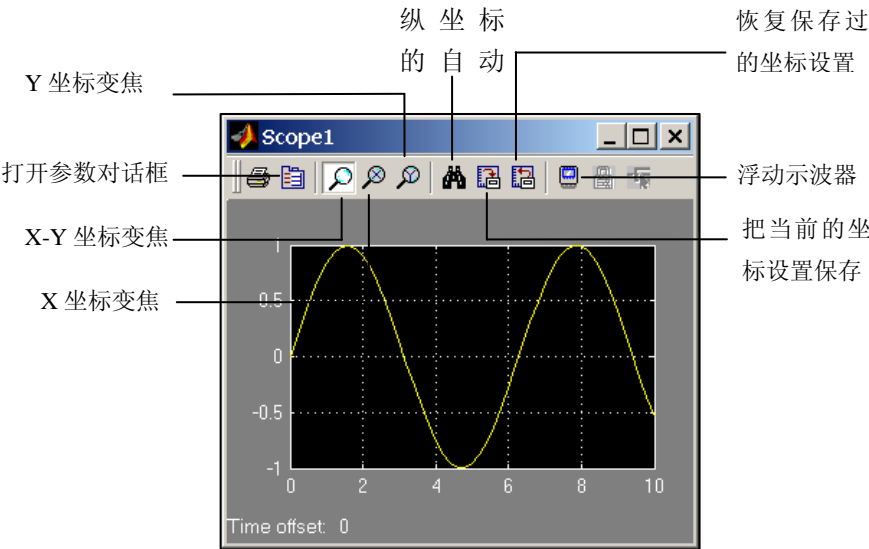 纵 坐 标
的 自 动
恢复保存过
的坐标设置
Y 坐标变焦
Scope1
打开参数对话框
浮动示波器
X-Y 坐标变焦
把当前的坐
标设置保存
X 坐标变焦
1
0.5
0
-0.5
-1
0 2 4 6 8 10
Time offset: 0